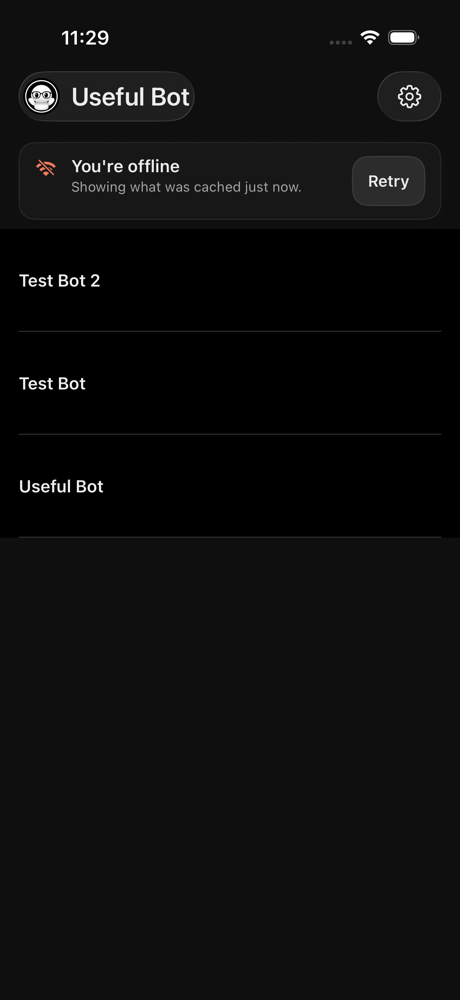 11:29
Useful Bot
You're offline
Showing what was cached just now.
Retry
Test Bot 2
Test Bot
Useful Bot